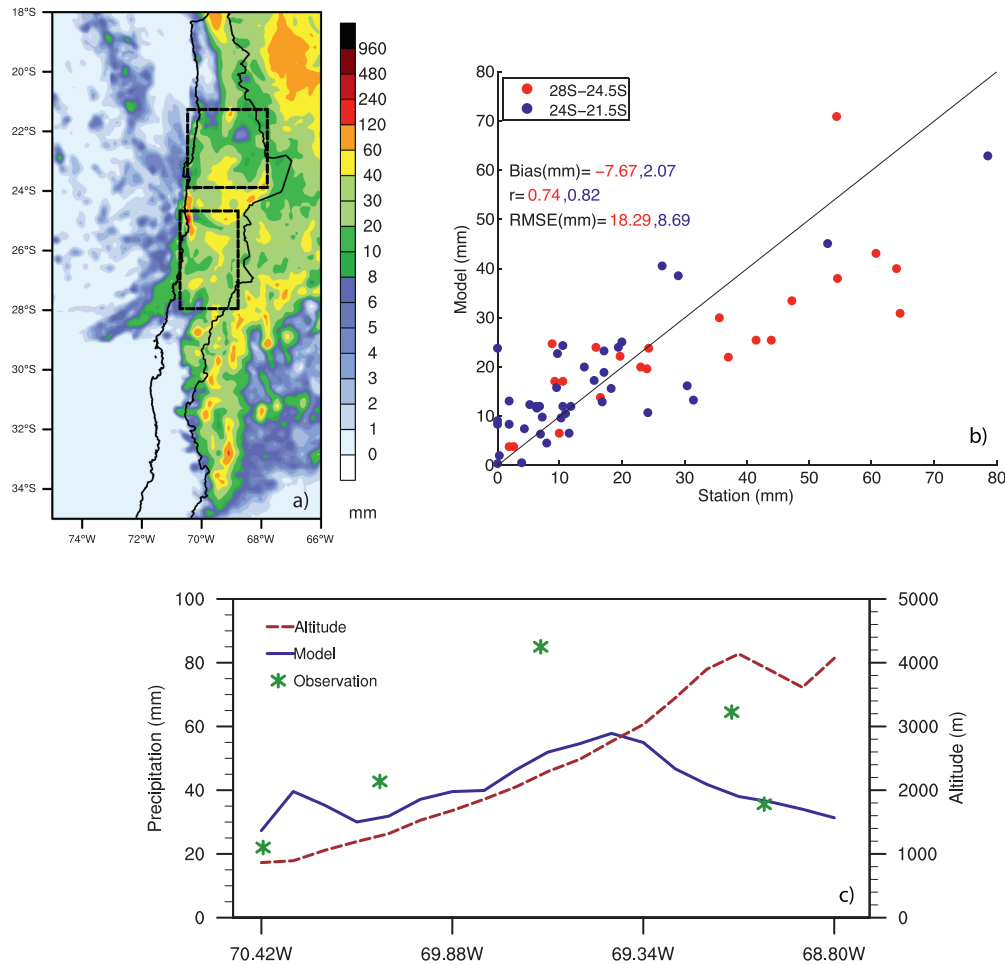 18°S
20°S
22°S
24°S
26°S
28°S
30°S
32°S
34°S
74°W 72°W 70°W 68°W 66°W
a)
960
480
240
120
60
40
20
10
8
6
5
4
3
2
1
0
mm
80
70
60
50
40
30
20
10
0
Model (mm)
28S−24.5S
24S−21.5S
Bias(mm)= −7.67,2.07
r= 0.74,0.82
RMSE(mm)= 18.29,8.69
b)
0 10 20 30 40 50 60 70 80
Station (mm)
100
80
60
40
20
0
Precipitation (mm)
Altitude
Model
Observation
5000
4000
3000
2000
1000
0
Altitude (m)
c)
70.42W 69.88W 69.34W 68.80W